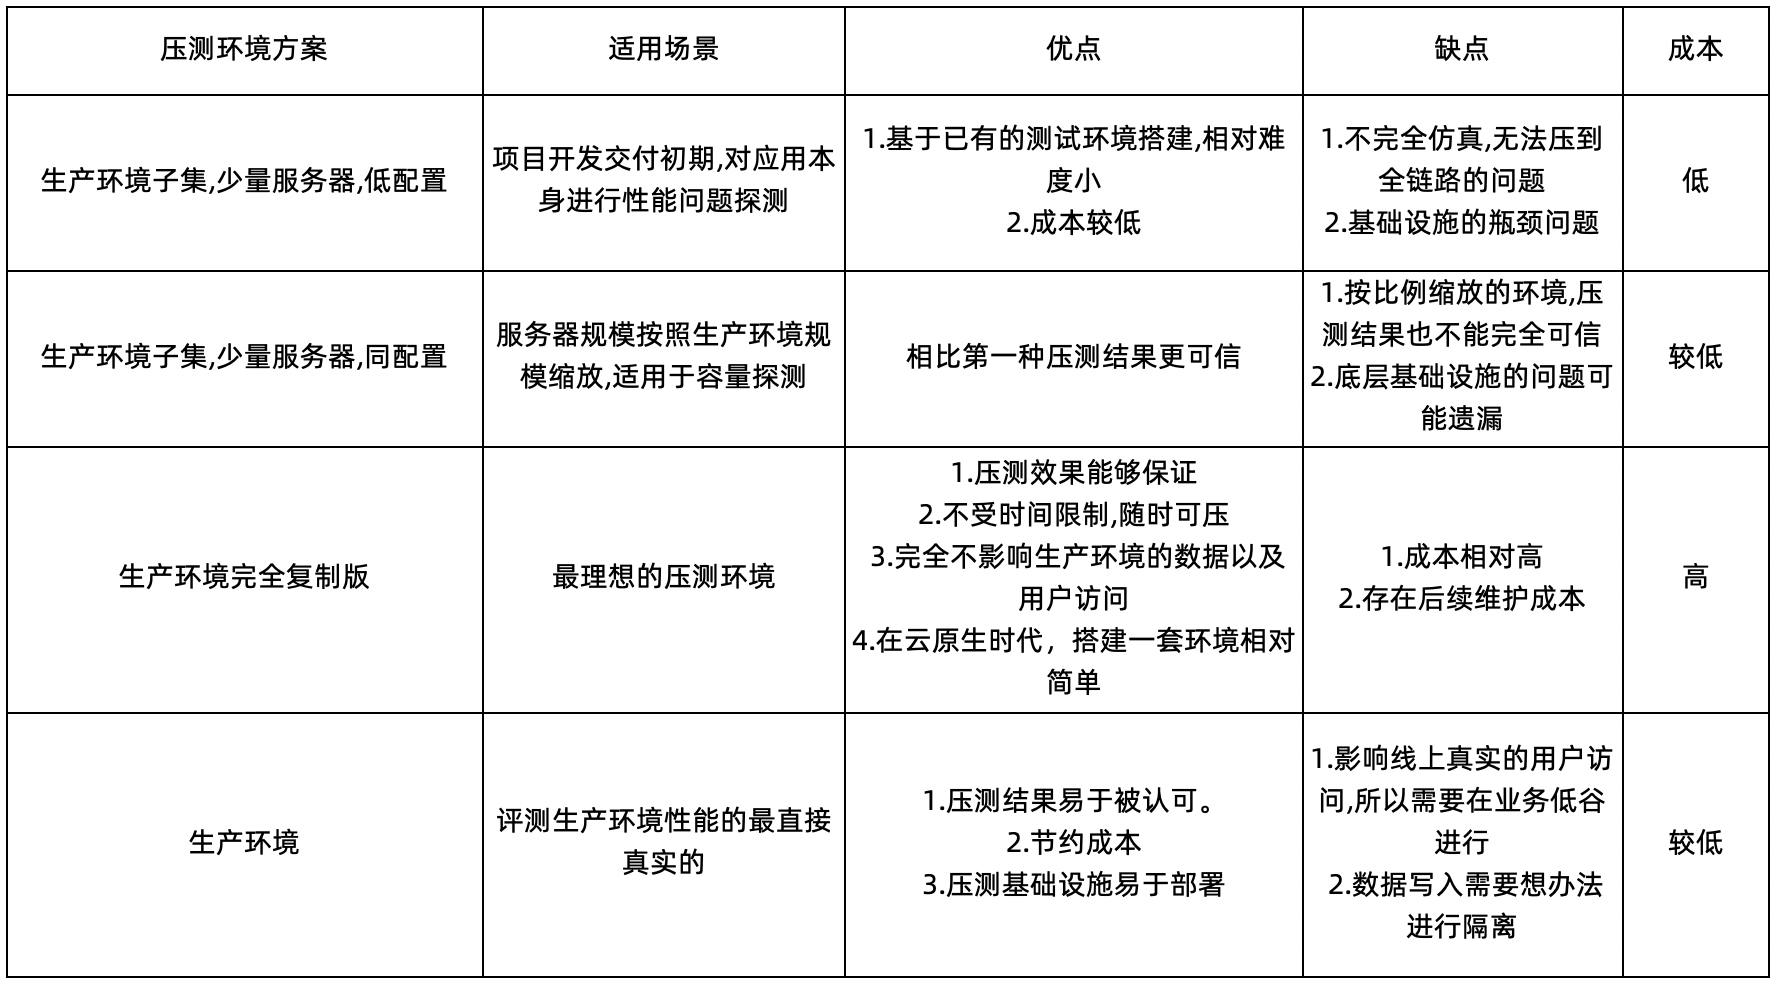 压测环境方案
适用场景
优点
缺点
成本
生产环境子集,少量服务器,低配置
项目开发交付初期,对应用本
身进行性能问题探测
1.基于已有的测试环境搭建,相对难
度小
2.成本较低
1.不完全仿真,无法压到
全链路的问题
2.基础设施的瓶颈问题
低
生产环境子集,少量服务器,同配置
服务器规模按照生产环境规
模缩放,适用于容量探测
相比第一种压测结果更可信
1.按比例缩放的环境,压
测结果也不能完全可信
2.底层基础设施的问题可
能遗漏
较低
生产环境完全复制版
最理想的压测环境
1.压测效果能够保证
2.不受时间限制,随时可压
3.完全不影响生产环境的数据以及
用户访问
4.在云原生时代，搭建一套环境相对
简单
1.成本相对高
2.存在后续维护成本
高
生产环境
评测生产环境性能的最直接
真实的
1.压测结果易于被认可。
2.节约成本
3.压测基础设施易于部署
1.影响线上真实的用户访
问,所以需要在业务低谷
进行
2.数据写入需要想办法
进行隔离
较低